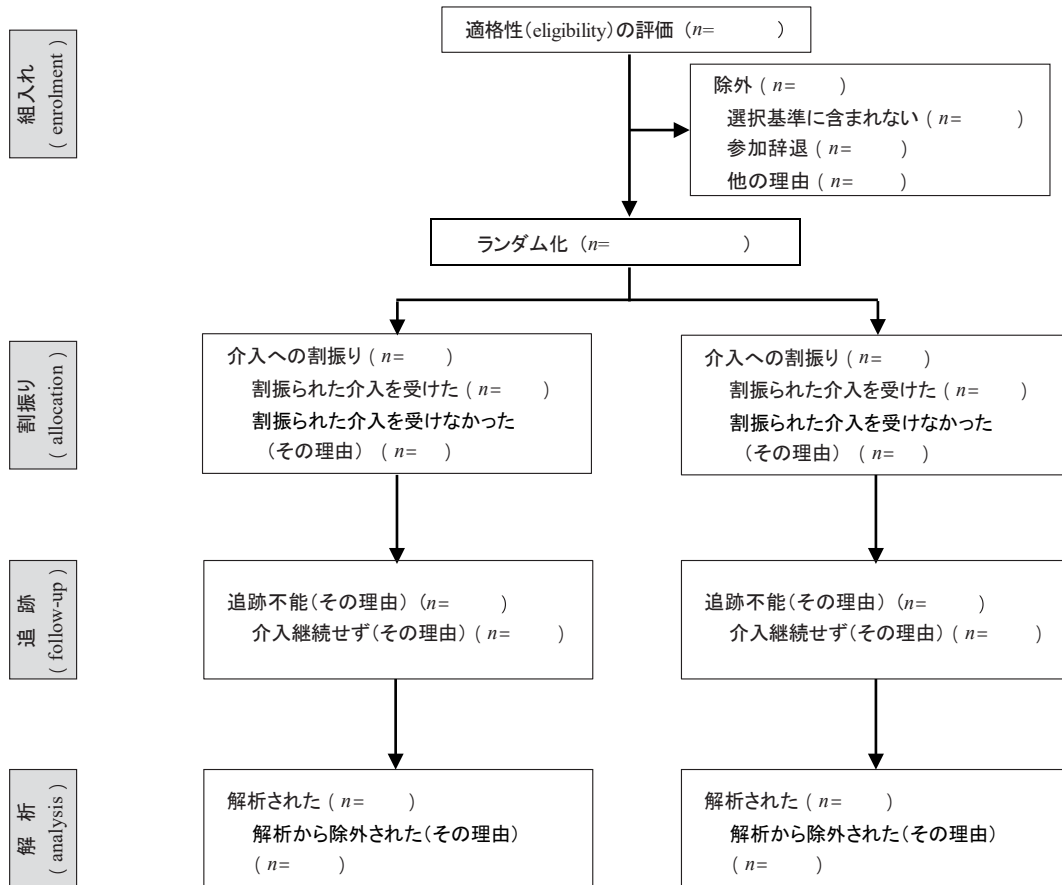 適格性(eligibility)の評価 (n= )
組入れ
( enrolment )
除外 ( n= )
選択基準に含まれない ( n= )
参加辞退 ( n= )
他の理由 ( n= )
ランダム化 (n= )
割振り
( allocation )
介入への割振り ( n= )
割振られた介入を受けた ( n= )
割振られた介入を受けなかった
(その理由) ( n= )
介入への割振り ( n= )
割振られた介入を受けた ( n= )
割振られた介入を受けなかった
(その理由) ( n= )
追 跡
( follow-up )
追跡不能(その理由) (n= )
介入継続せず(その理由) ( n= )
追跡不能(その理由) (n= )
介入継続せず(その理由) ( n= )
解 析
( analysis )
解析された ( n= )
解析から除外された(その理由)
( n= )
解析された ( n= )
解析から除外された(その理由)
( n= )